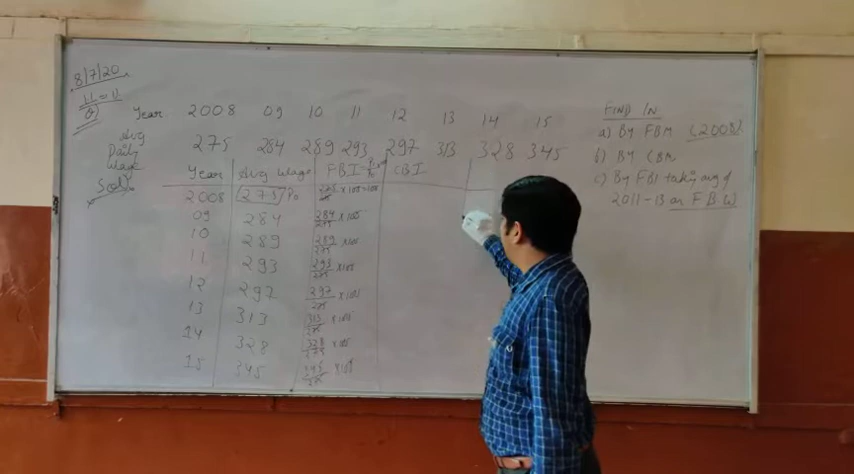 8/7/20
11 = 11
Year 2008 09 10 11 12 13 14 15
Avg Daily Wage 275 284 289 293 297 313 328 345
FIND IN
a) By FBM (2008)
b) By CBM
c) By FBI taking avg of
2011-13 as F.B.W
Soln
Year Avg Wage FBI CBI
2008 275/P0 275/275 x 100=100
09 284 284/275 x 100
10 289 289/275 x 100
11 293 293/275 x 100
12 297 297/275 x 100
13 313 313/275 x 100
14 328 328/275 x 100
15 345 345/275 x 100